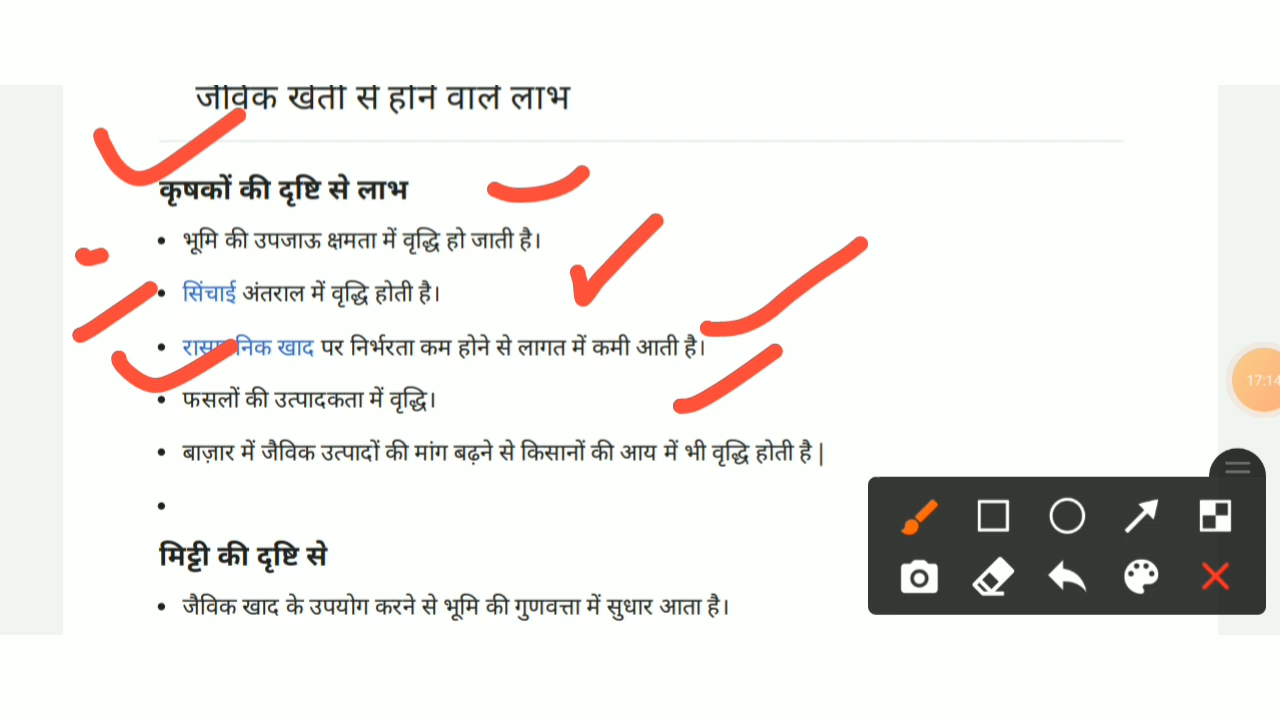 जैविक खेती से होने वाले लाभ
कृषकों की दृष्टि से लाभ
• भूमि की उपजाऊ क्षमता में वृद्धि हो जाती है।
• सिंचाई अंतराल में वृद्धि होती है।
• रासायनिक खाद पर निर्भरता कम होने से लागत में कमी आती है।
• फसलों की उत्पादकता में वृद्धि।
• बाज़ार में जैविक उत्पादों की मांग बढ़ने से किसानों की आय में भी वृद्धि होती है |
•
मिट्टी की दृष्टि से
• जैविक खाद के उपयोग करने से भूमि की गुणवत्ता में सुधार आता है।
17:14